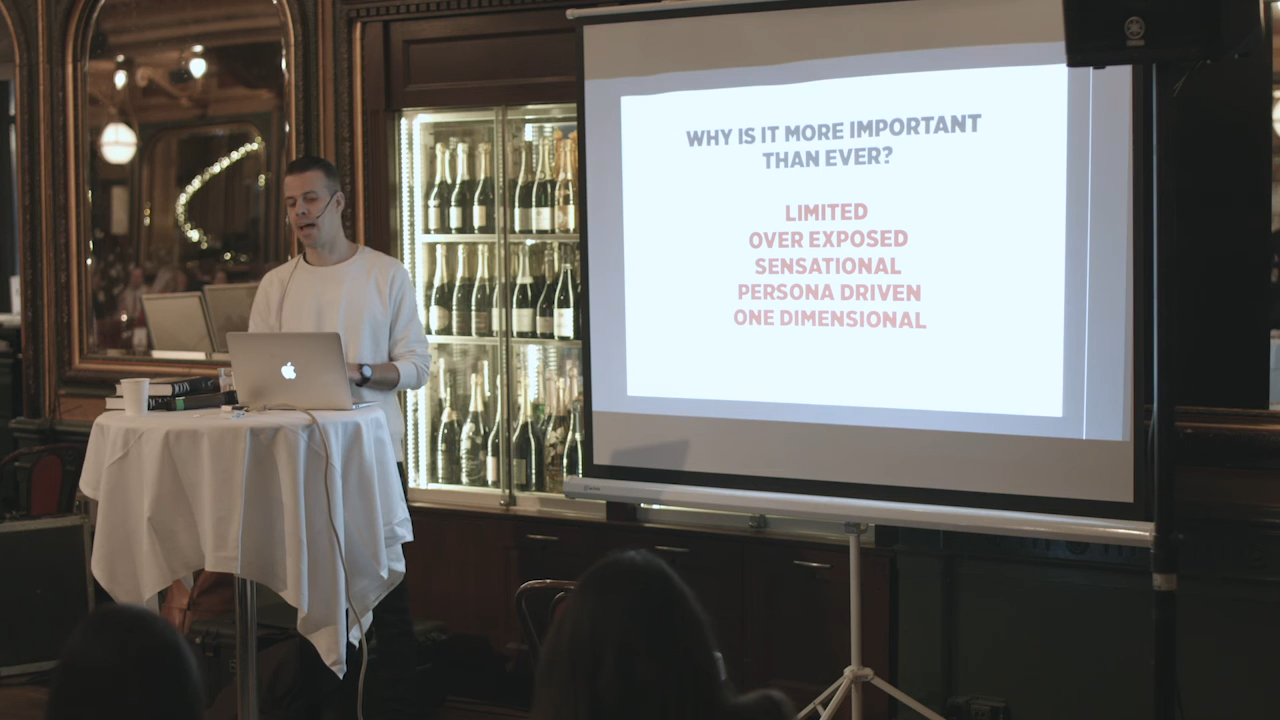 WHY IS IT MORE IMPORTANT
THAN EVER?
LIMITED
OVER EXPOSED
SENSATIONAL
PERSONA DRIVEN
ONE DIMENSIONAL